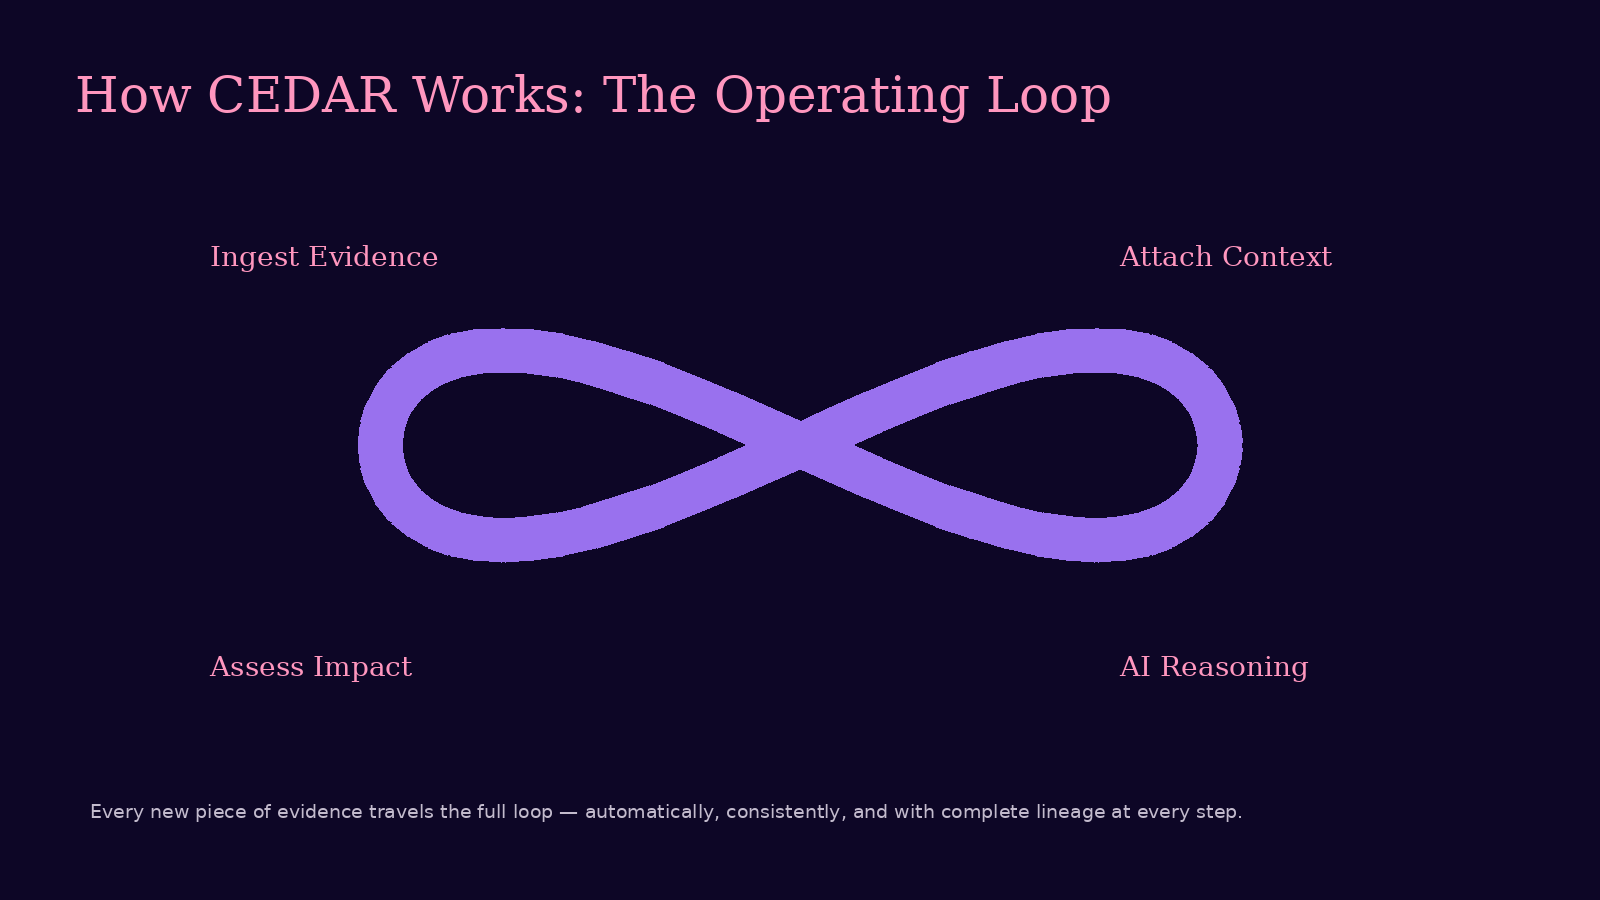 How CEDAR Works: The Operating Loop
Ingest Evidence
Attach Context
Assess Impact
AI Reasoning
Every new piece of evidence travels the full loop — automatically, consistently, and with complete lineage at every step.